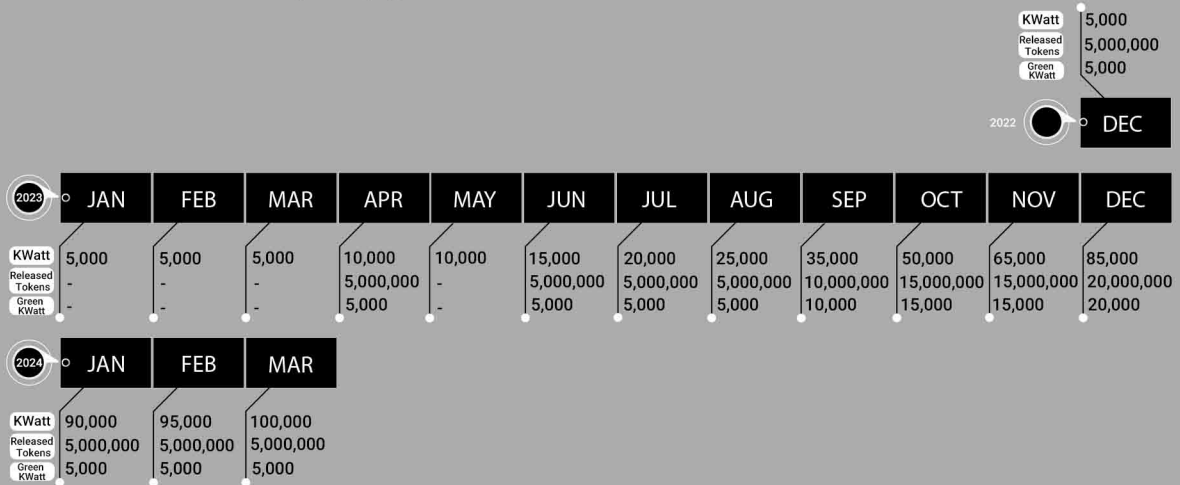 KWatt 5,000
Released Tokens 5,000,000
Green KWatt 5,000
2022 DEC
2023 JAN FEB MAR APR MAY JUN JUL AUG SEP OCT NOV DEC
KWatt 5,000 5,000 5,000 10,000 10,000 15,000 20,000 25,000 35,000 50,000 65,000 85,000
Released Tokens - - - 5,000,000 - 5,000,000 5,000,000 5,000,000 10,000,000 15,000,000 15,000,000 20,000,000
Green KWatt - - - 5,000 - 5,000 5,000 5,000 10,000 15,000 15,000 20,000
2024 JAN FEB MAR
KWatt 90,000 95,000 100,000
Released Tokens 5,000,000 5,000,000 5,000,000
Green KWatt 5,000 5,000 5,000